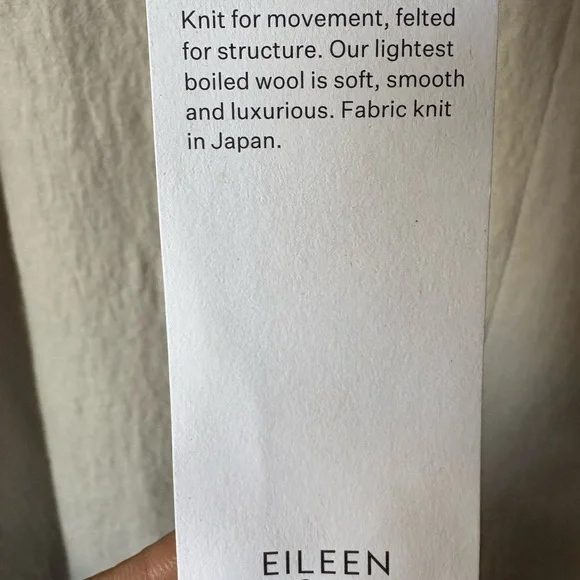 Knit for movement, felted
for structure. Our lightest
boiled wool is soft, smooth
and luxurious. Fabric knit
in Japan.
EILEEN